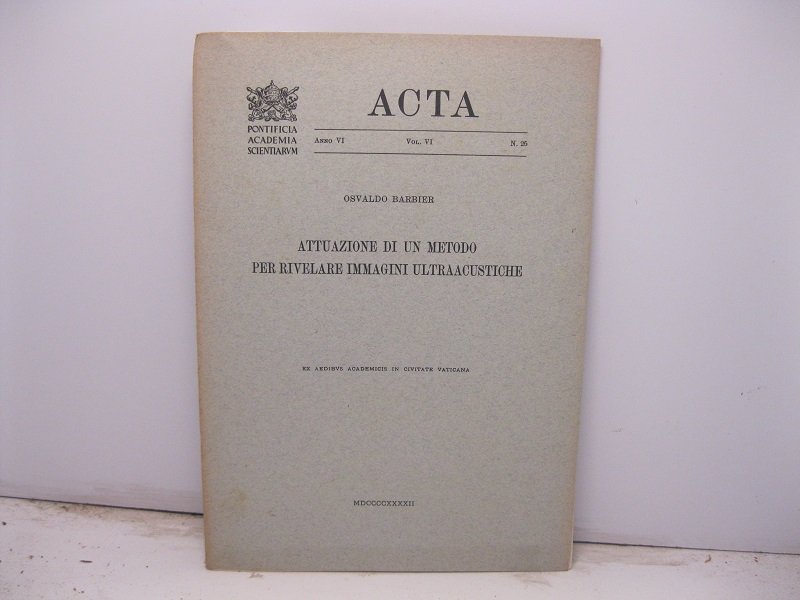 ACTA
PONTIFICIA
ACADEMIA
SCIENTIARVM
ANNO VI VOL. VI N. 26
OSVALDO BARBIER
ATTUAZIONE DI UN METODO
PER RIVELARE IMMAGINI ULTRAACUSTICHE
EX AEDIBVS ACADEMICIS IN CIVITATE VATICANA
MDCCCCXXXXII